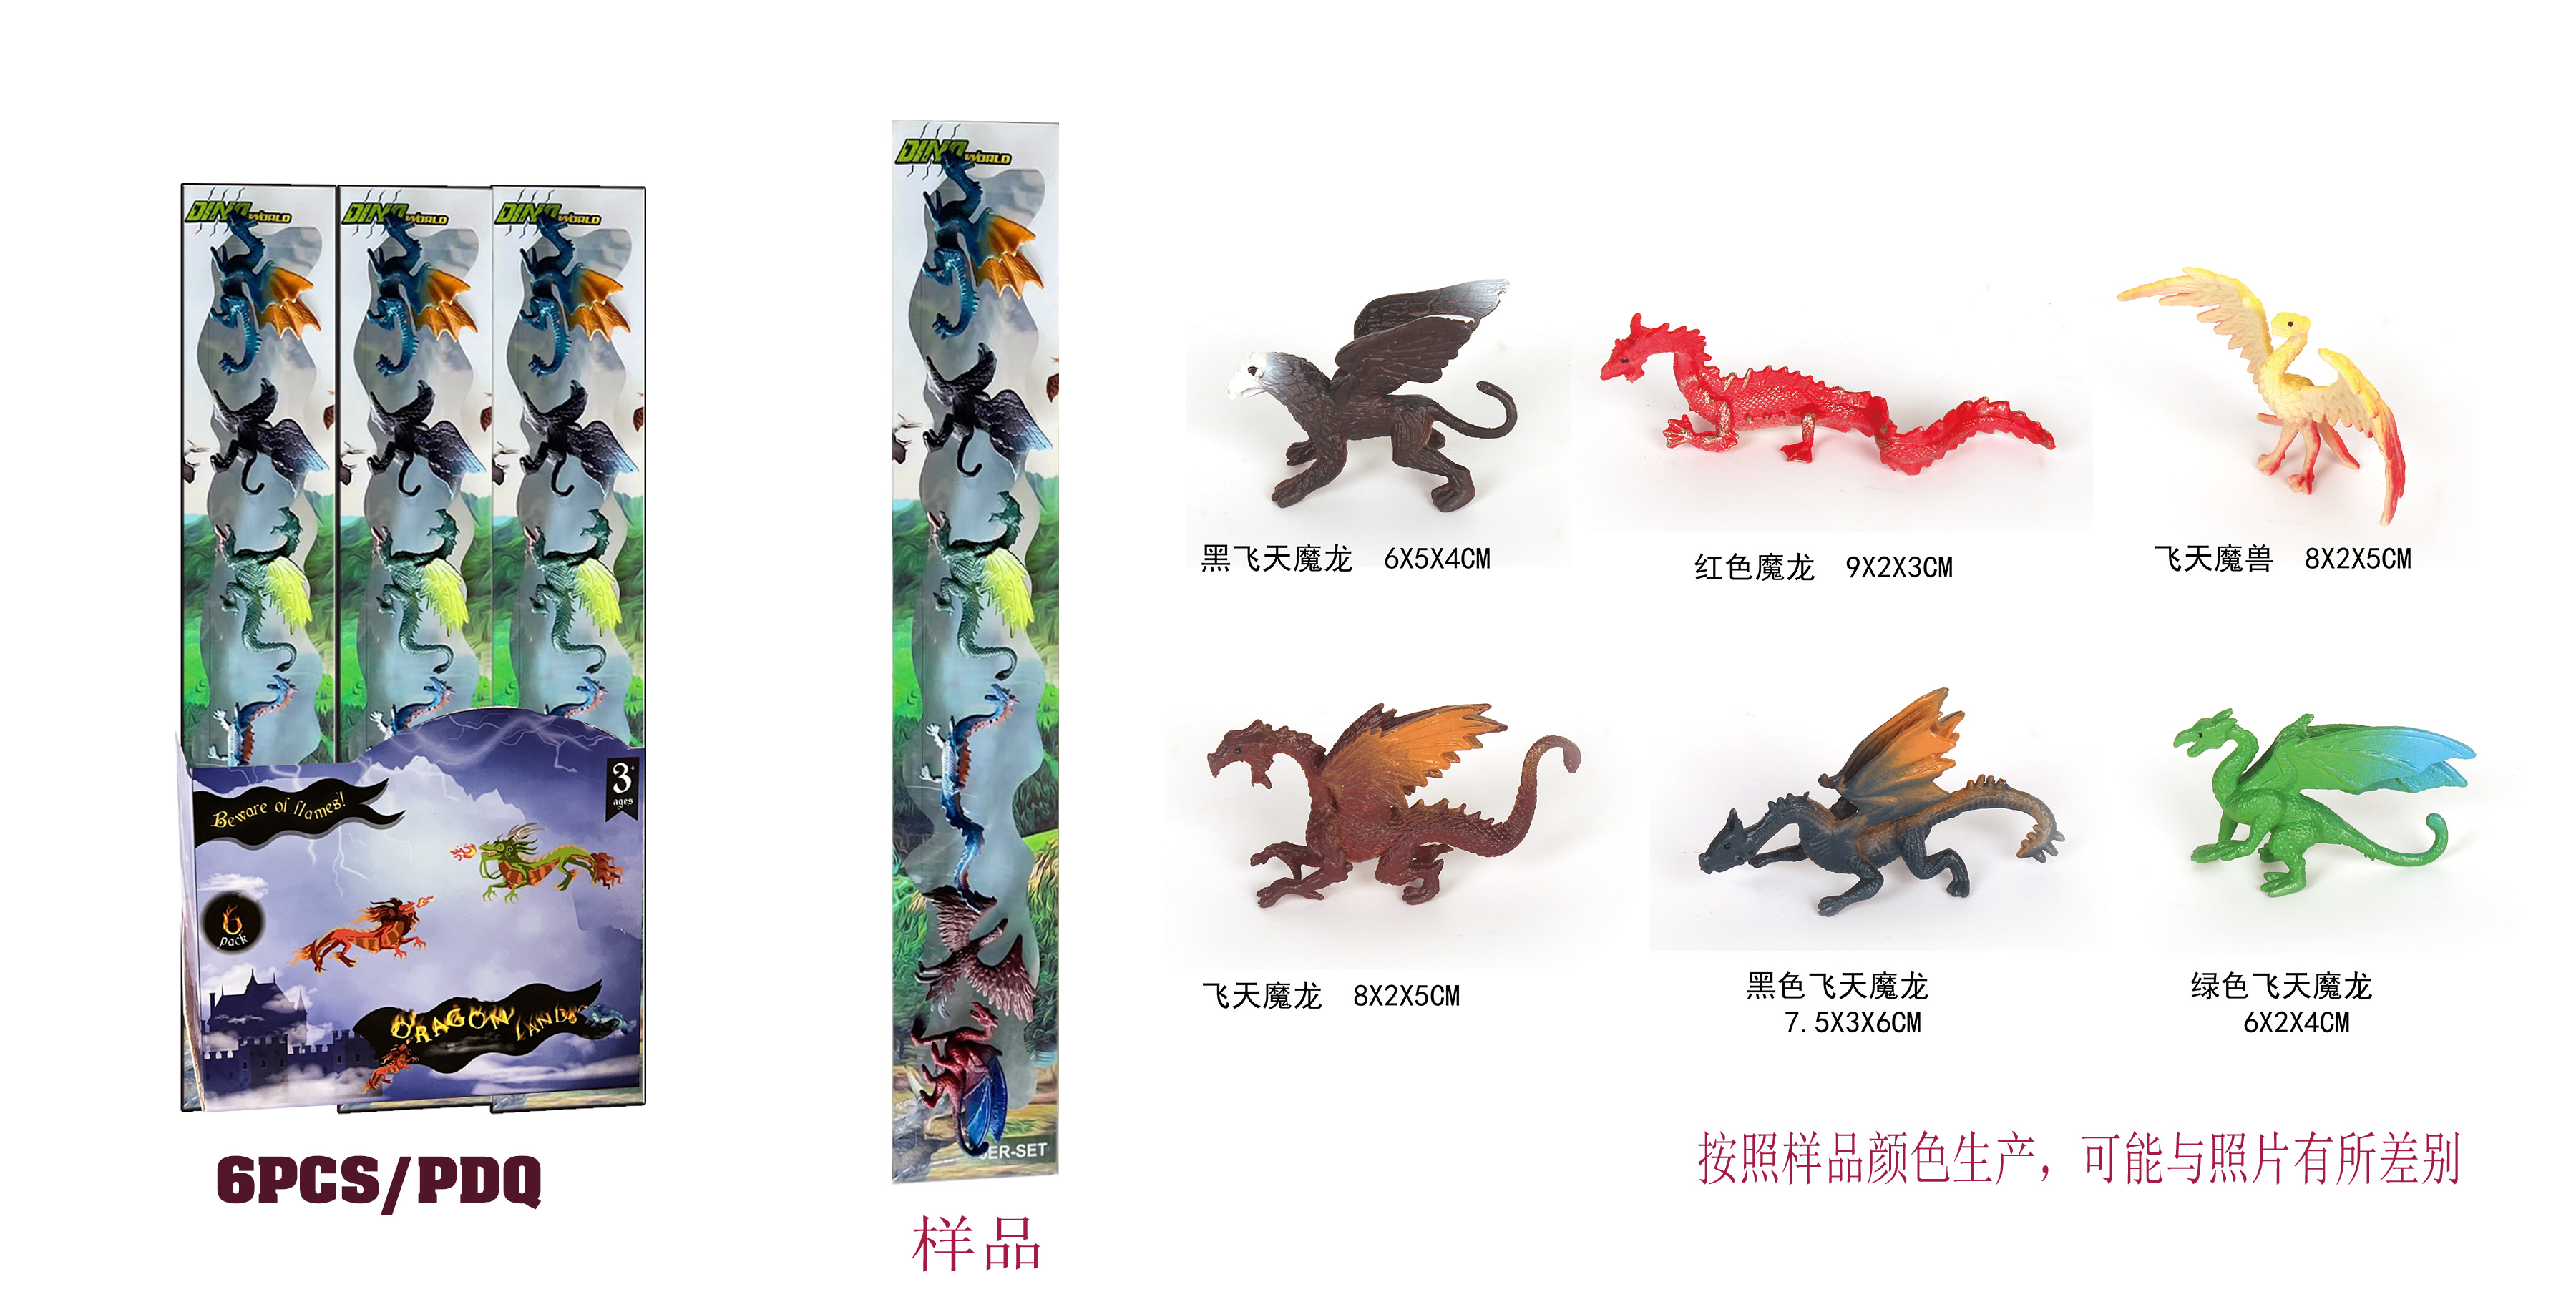 DINO WORLD
DINO WORLD
DINO WORLD
Beware of flames!
3+
ages
6
pack
DRAGON LANDS
6PCS/PDQ
DINO WORLD
ER-SET
样品
黑飞天魔龙 6X5X4CM
红色魔龙 9X2X3CM
飞天魔兽 8X2X5CM
飞天魔龙 8X2X5CM
黑色飞天魔龙
7.5X3X6CM
绿色飞天魔龙
6X2X4CM
按照样品颜色生产，可能与照片有所差别